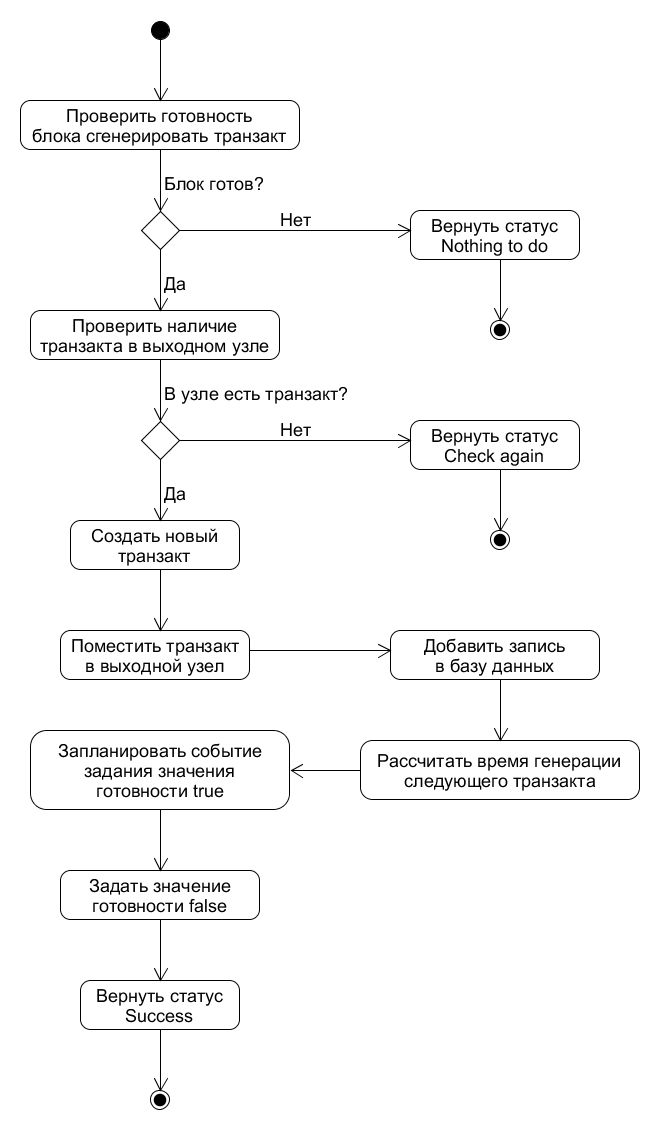 Проверить готовность
блока сгенерировать транзакт
Блок готов?
Нет
Вернуть статус
Nothing to do
Да
Проверить наличие
транзакта в выходном узле
В узле есть транзакт?
Нет
Вернуть статус
Check again
Да
Создать новый
транзакт
Поместить транзакт
в выходной узел
Добавить запись
в базу данных
Рассчитать время генерации
следующего транзакта
Запланировать событие
задания значения
готовности true
Задать значение
готовности false
Вернуть статус
Success